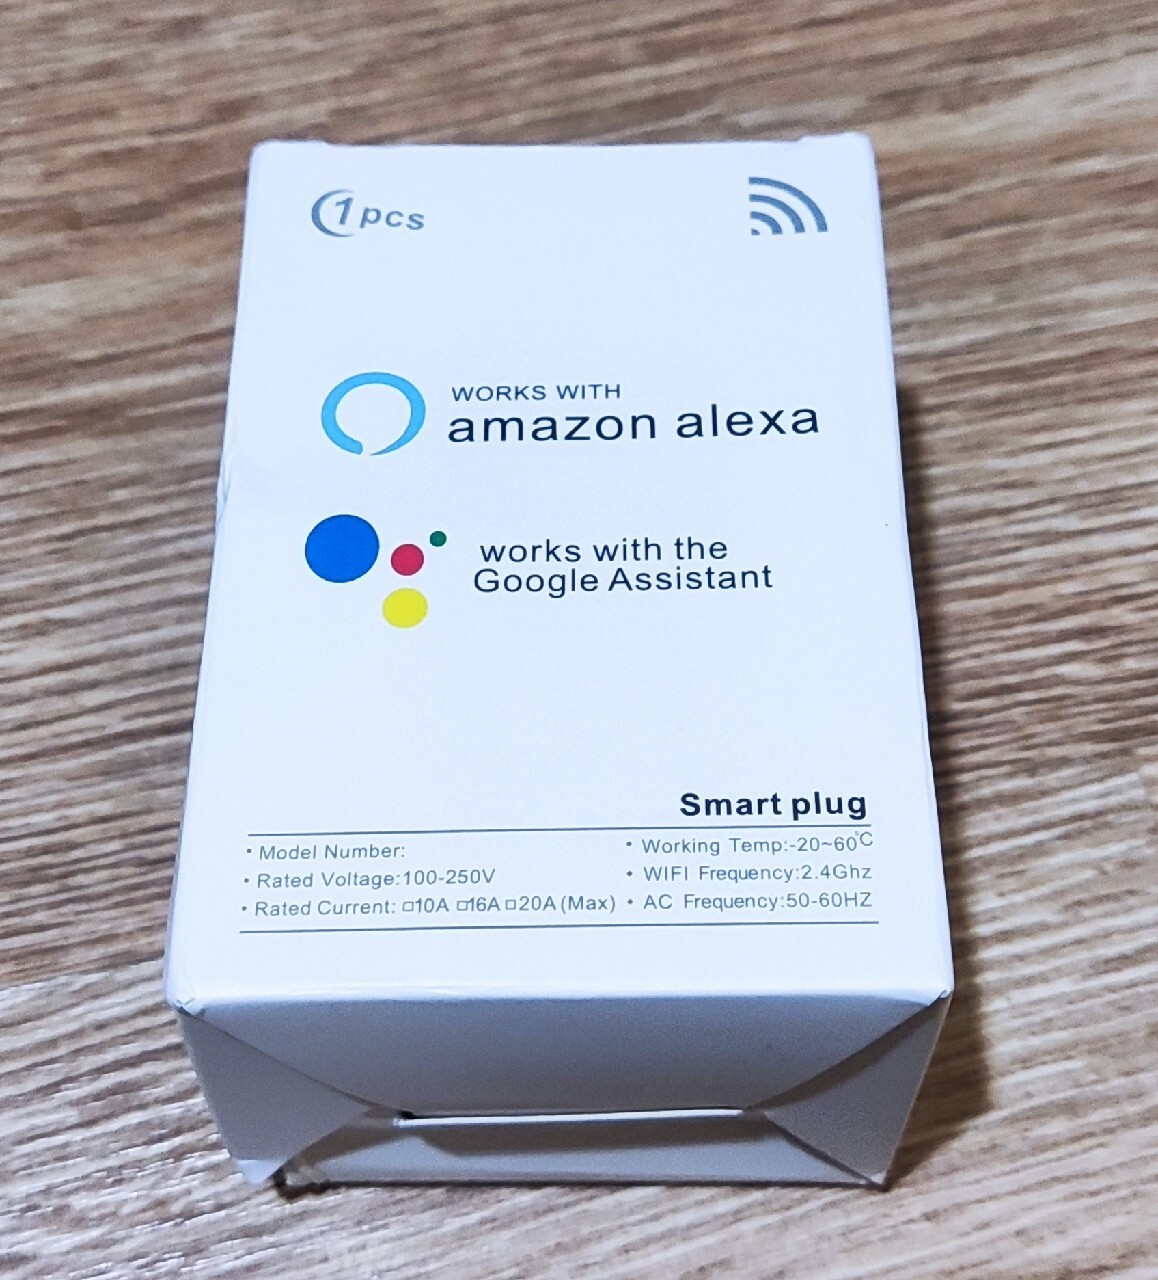 1pcs
WORKS WITH
amazon alexa
works with the
Google Assistant
Smart plug
• Model Number:
• Rated Voltage:100-250V
• Rated Current: □10A □16A □20A (Max)
• Working Temp:-20~60℃
• WIFI Frequency:2.4Ghz
• AC Frequency:50-60HZ